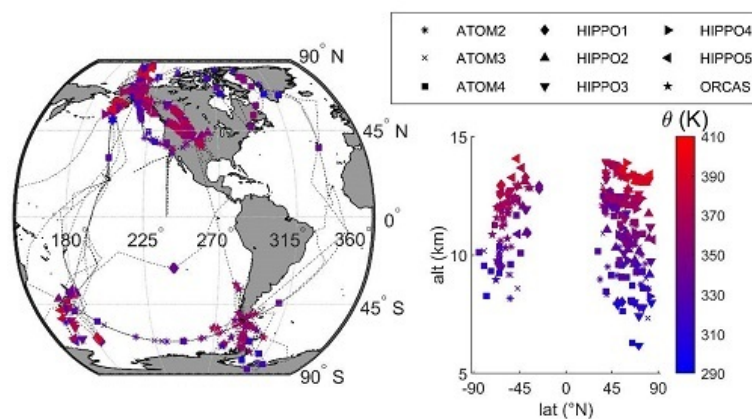 ATOM2 HIPPO1 HIPPO4
ATOM3 HIPPO2 HIPPO5
ATOM4 HIPPO3 ORCAS
90° N
45° N
0°
180° 225° 270° 315° 360°
45° S
90° S
θ (K)
15
10
5
alt (km)
-90 -45 0 45 90
lat (°N)
410
390
370
350
330
310
290